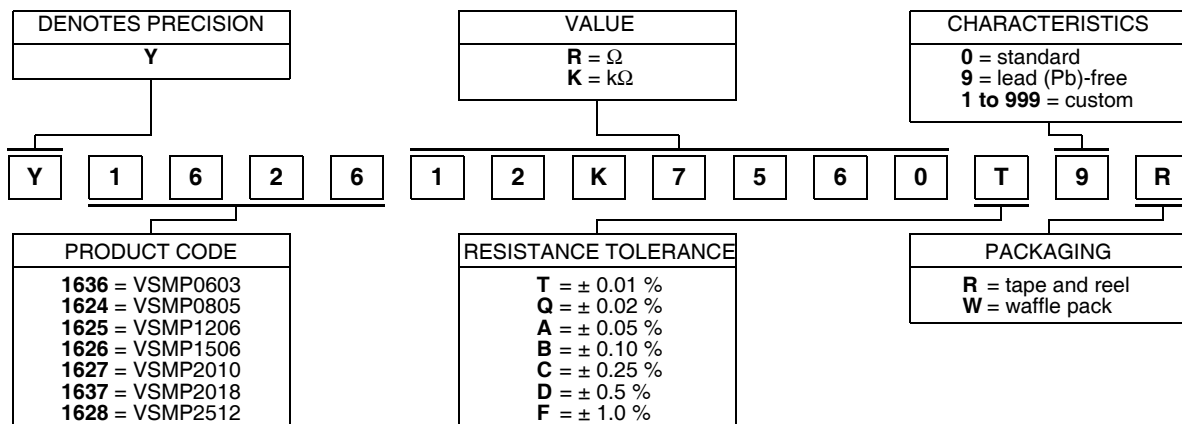 DENOTES PRECISION
Y
VALUE
R = Ω
K = kΩ
CHARACTERISTICS
0 = standard
9 = lead (Pb)-free
1 to 999 = custom
Y 1 6 2 6 1 2 K 7 5 6 0 T 9 R
PRODUCT CODE
1636 = VSMP0603
1624 = VSMP0805
1625 = VSMP1206
1626 = VSMP1506
1627 = VSMP2010
1637 = VSMP2018
1628 = VSMP2512
RESISTANCE TOLERANCE
T = ± 0.01 %
Q = ± 0.02 %
A = ± 0.05 %
B = ± 0.10 %
C = ± 0.25 %
D = ± 0.5 %
F = ± 1.0 %
PACKAGING
R = tape and reel
W = waffle pack